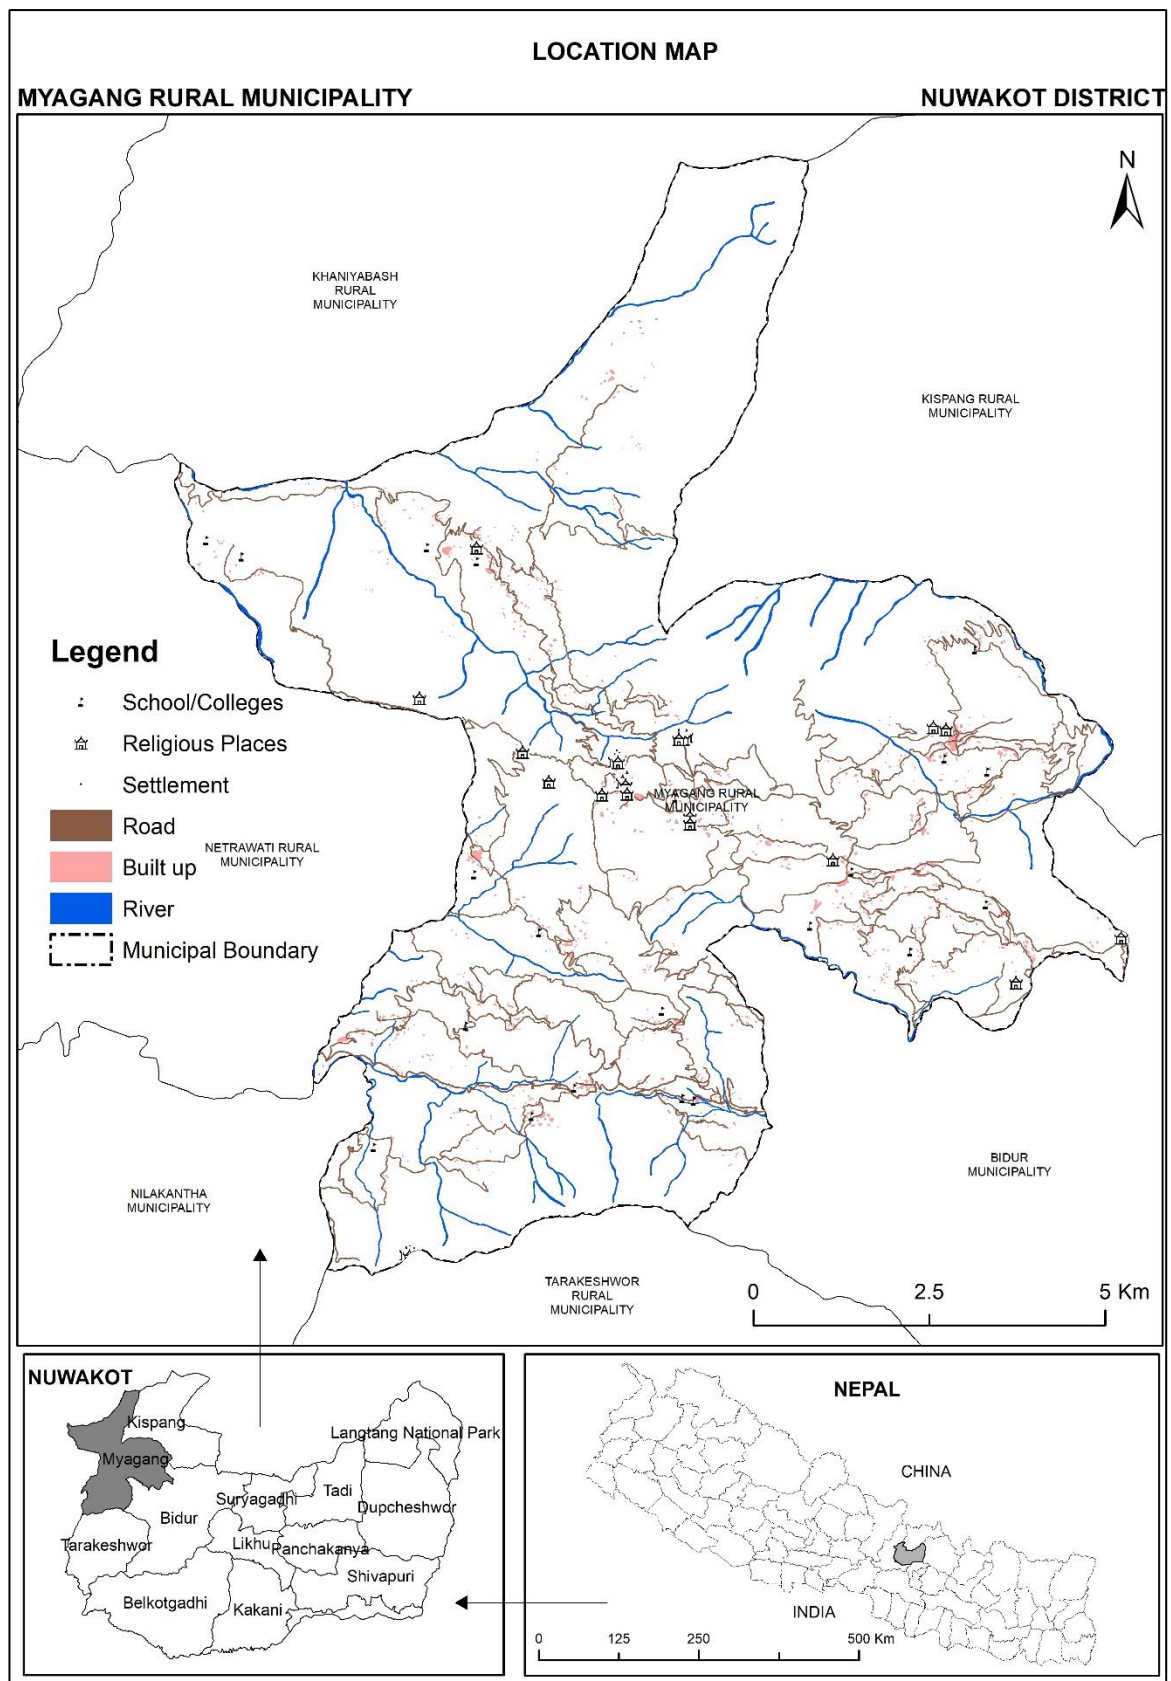 LOCATION MAP
MYAGANG RURAL MUNICIPALITY
NUWAKOT DISTRICT
N
KHANIYABASH
RURAL
MUNICIPALITY
KISPANG RURAL
MUNICIPALITY
Legend
School/Colleges
Religious Places
Settlement
Road
Built up
River
Municipal Boundary
NETRAWATI RURAL
MUNICIPALITY
MYAGANG RURAL
MUNICIPALITY
BIDUR
MUNICIPALITY
NILAKANTHA
MUNICIPALITY
TARAKESHWOR
RURAL
MUNICIPALITY
0 2.5 5 Km
NUWAKOT
Kispang
Langtang National Park
Myagang
Tadi
Suryagadhi
Dupcheshwor
Bidur
Tarakeshwor
Likhu
Panchakanya
Shivapuri
Belkotgadhi
Kakani
NEPAL
CHINA
INDIA
0 125 250 500 Km